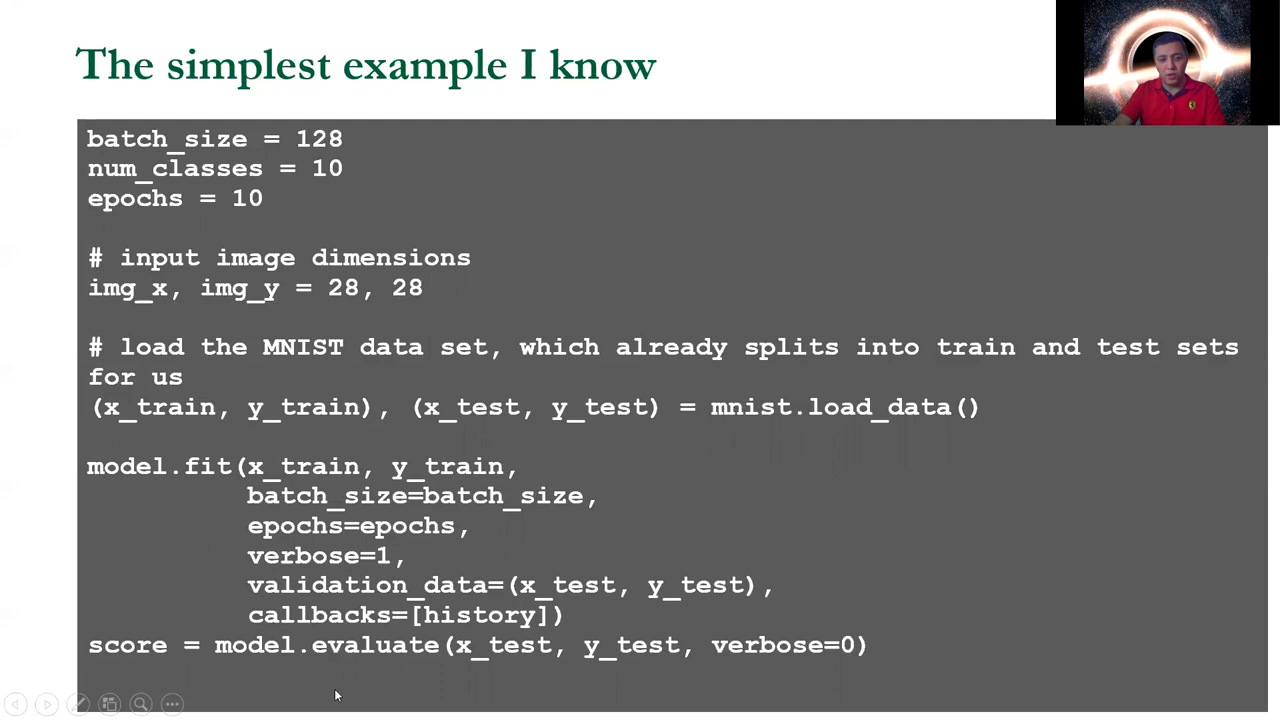 The simplest example I know
batch_size = 128
num_classes = 10
epochs = 10
# input image dimensions
img_x, img_y = 28, 28
# load the MNIST data set, which already splits into train and test sets
for us
(x_train, y_train), (x_test, y_test) = mnist.load_data()
model.fit(x_train, y_train,
batch_size=batch_size,
epochs=epochs,
verbose=1,
validation_data=(x_test, y_test),
callbacks=[history])
score = model.evaluate(x_test, y_test, verbose=0)